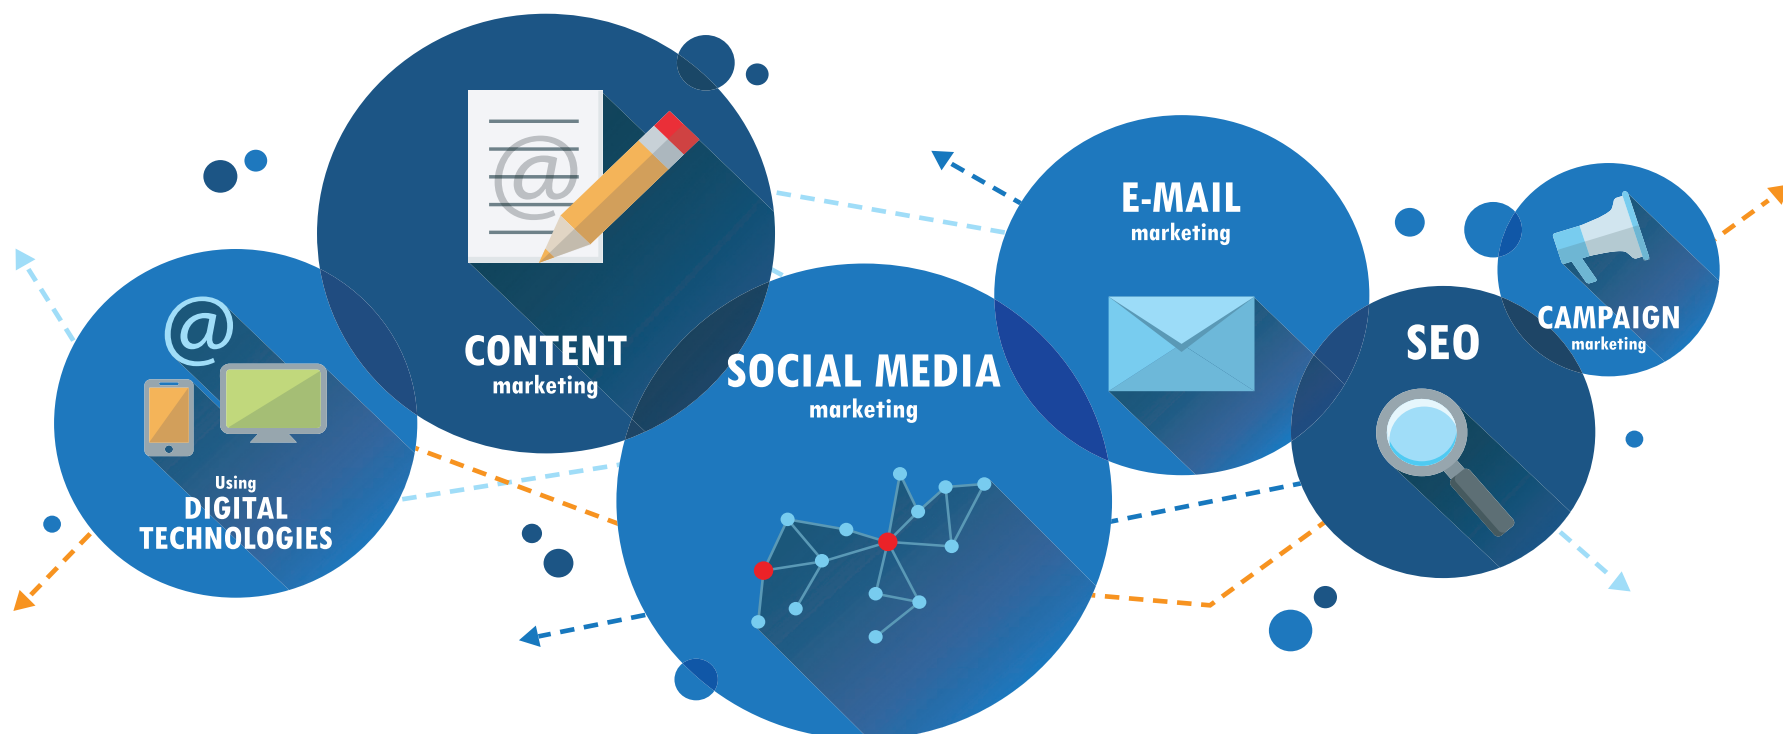 @
Using
DIGITAL
TECHNOLOGIES
@
CONTENT
marketing
SOCIAL MEDIA
marketing
E-MAIL
marketing
SEO
CAMPAIGN
marketing